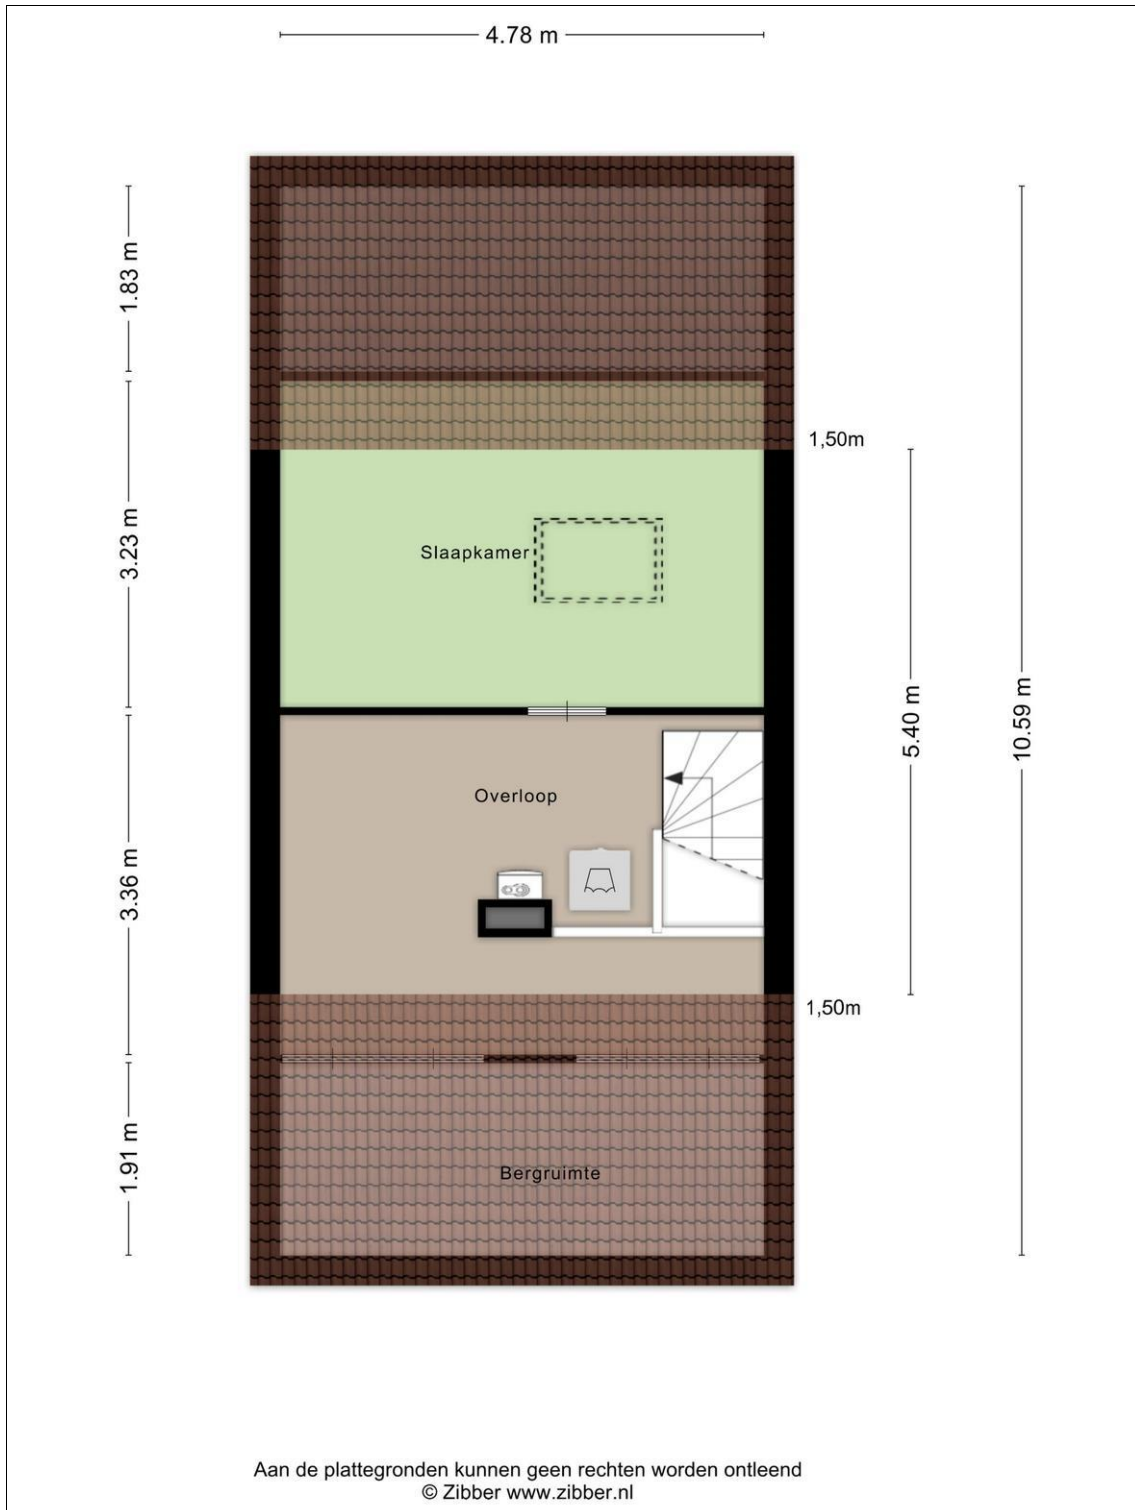 4.78 m
1.83 m
1,50m
3.23 m
Slaapkamer
5.40 m
10.59 m
Overloop
3.36 m
1,50m
1.91 m
Bergruimte
Aan de plattegronden kunnen geen rechten worden ontleend
© Zibber www.zibber.nl